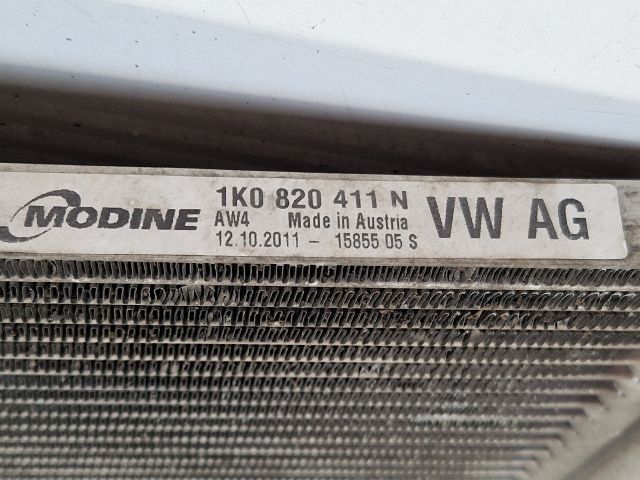 MODINE
1K0 820 411 N
AW4 Made in Austria
12.10.2011 – 15855 05 S
VW AG